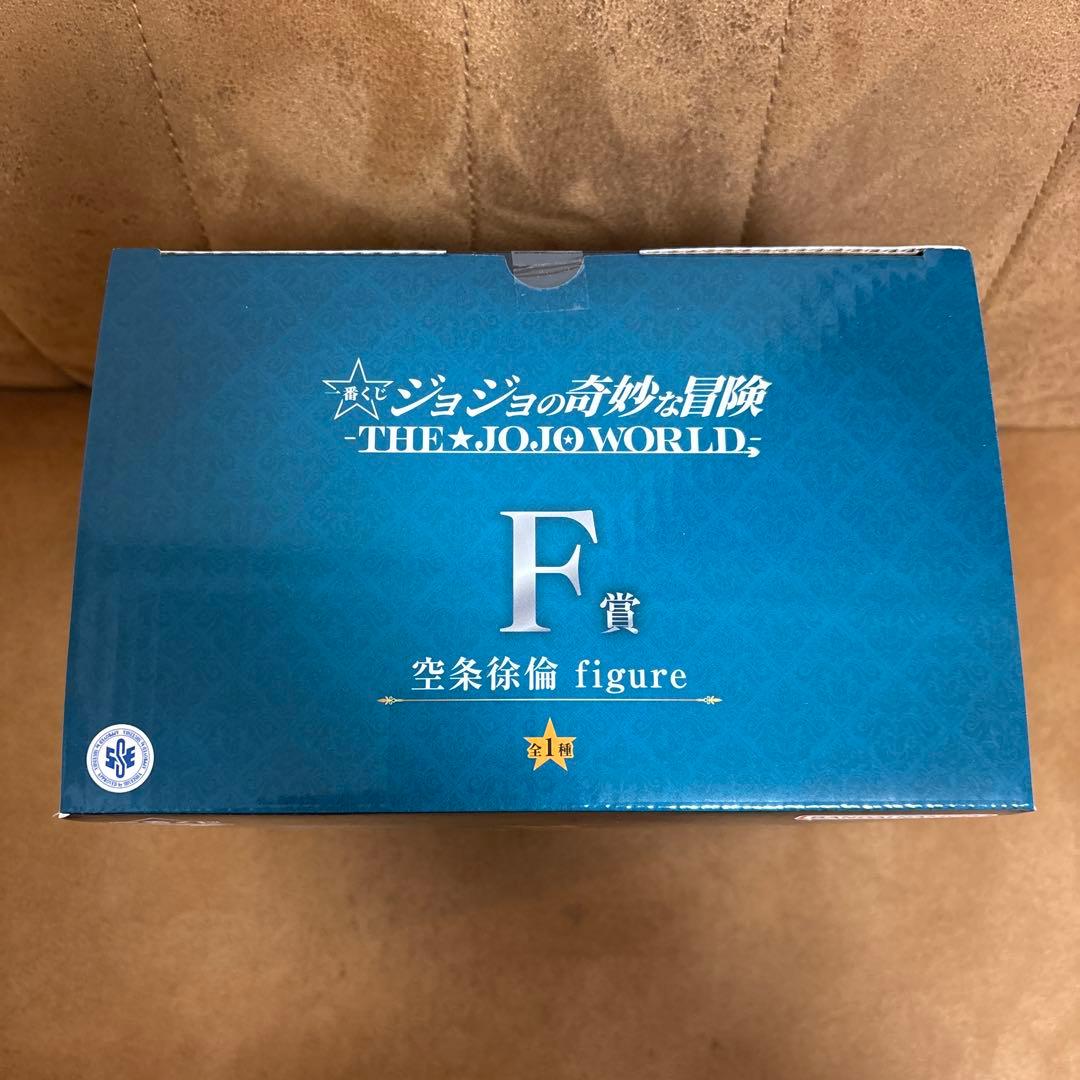 一番くじ ジョジョの奇妙な冒険
-THE★JOJO WORLD-
F賞
空条徐倫 figure
全1種